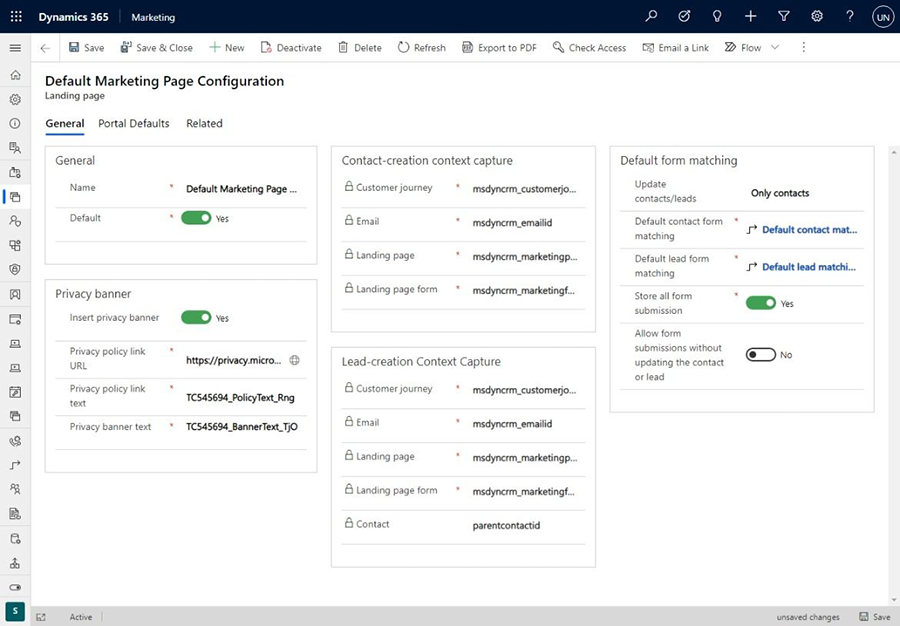 Dynamics 365 Marketing UN
Save Save & Close New Deactivate Delete Refresh Export to PDF Check Access Email a Link Flow
Default Marketing Page Configuration
Landing page
General Portal Defaults Related
General
Name * Default Marketing Page ...
Default * Yes
Privacy banner
Insert privacy banner Yes
Privacy policy link
URL * https://privacy.micro...
Privacy policy link
text * TC545694_PolicyText_Rng
Privacy banner text * TC545694_BannerText_TjO
Contact-creation context capture
Customer journey * msdyncrm_customerjo...
Email * msdyncrm_emailid
Landing page * msdyncrm_marketingp...
Landing page form * msdyncrm_marketingf...
Lead-creation Context Capture
Customer journey * msdyncrm_customerjo...
Email * msdyncrm_emailid
Landing page * msdyncrm_marketingp...
Landing page form * msdyncrm_marketingf...
Contact parentcontactid
Default form matching
Update
contacts/leads Only contacts
Default contact form
matching * Default contact mat...
Default lead form
matching * Default lead matchi...
Store all form
submission * Yes
Allow form
submissions without
updating the contact
or lead No
S
Active unsaved changes Save